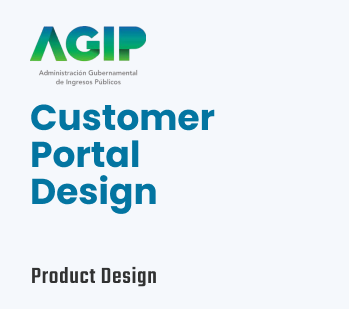 AGIP
Administración Gubernamental
de Ingresos Públicos
Customer
Portal
Design
Product Design